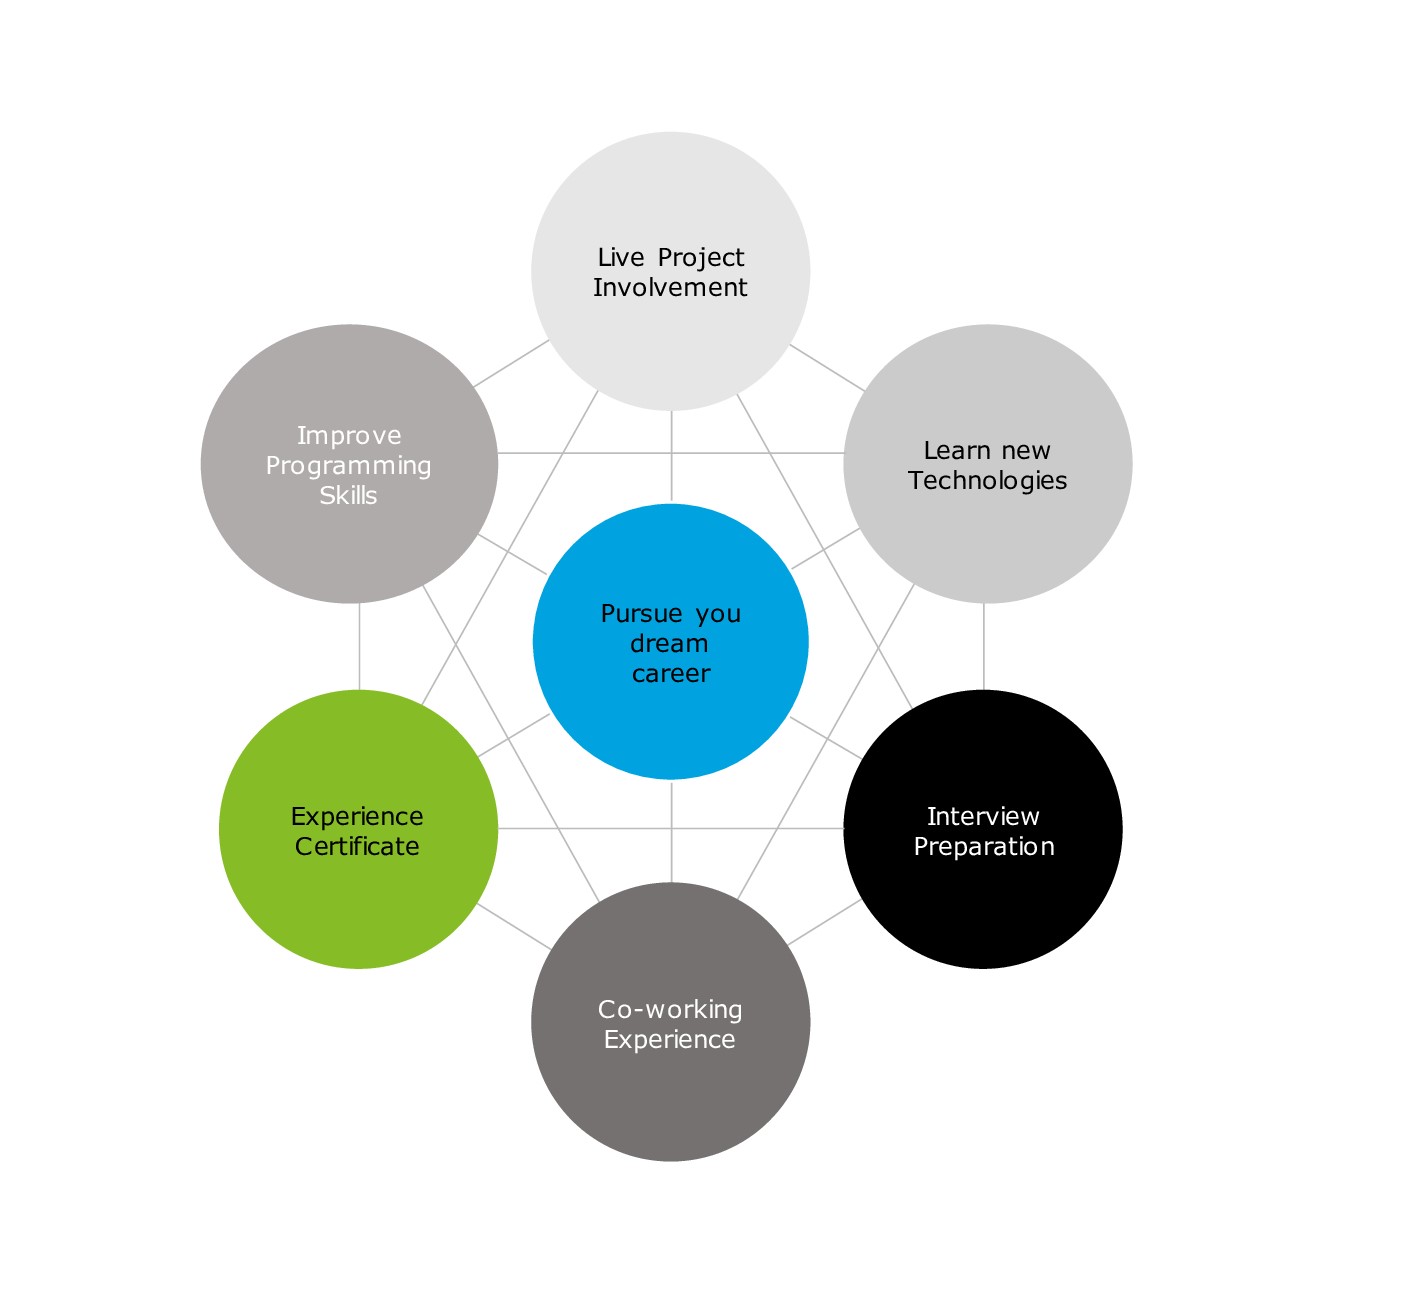 Live Project
Involvement
Improve
Programming
Skills
Learn new
Technologies
Pursue you
dream
career
Experience
Certificate
Interview
Preparation
Co-working
Experience